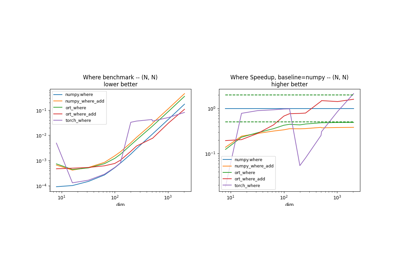 Where benchmark -- (N, N)
lower better
numpy.where
numpy_where_add
ort_where
ort_where_add
torch_where
10⁻¹
10⁻²
10⁻³
10⁻⁴
10¹
10²
10³
dim
Where Speedup, baseline=numpy -- (N, N)
higher better
10⁰
10⁻¹
numpy.where
numpy_where_add
ort_where
ort_where_add
torch_where
10¹
10²
10³
dim